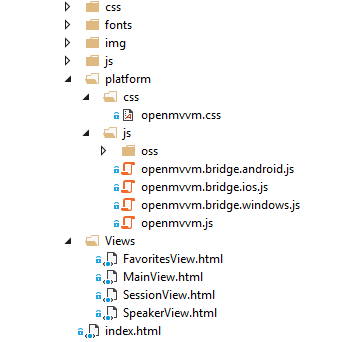 css
fonts
img
js
platform
css
openmvvm.css
js
oss
openmvvm.bridge.android.js
openmvvm.bridge.ios.js
openmvvm.bridge.windows.js
openmvvm.js
Views
FavoritesView.html
MainView.html
SessionView.html
SpeakerView.html
index.html